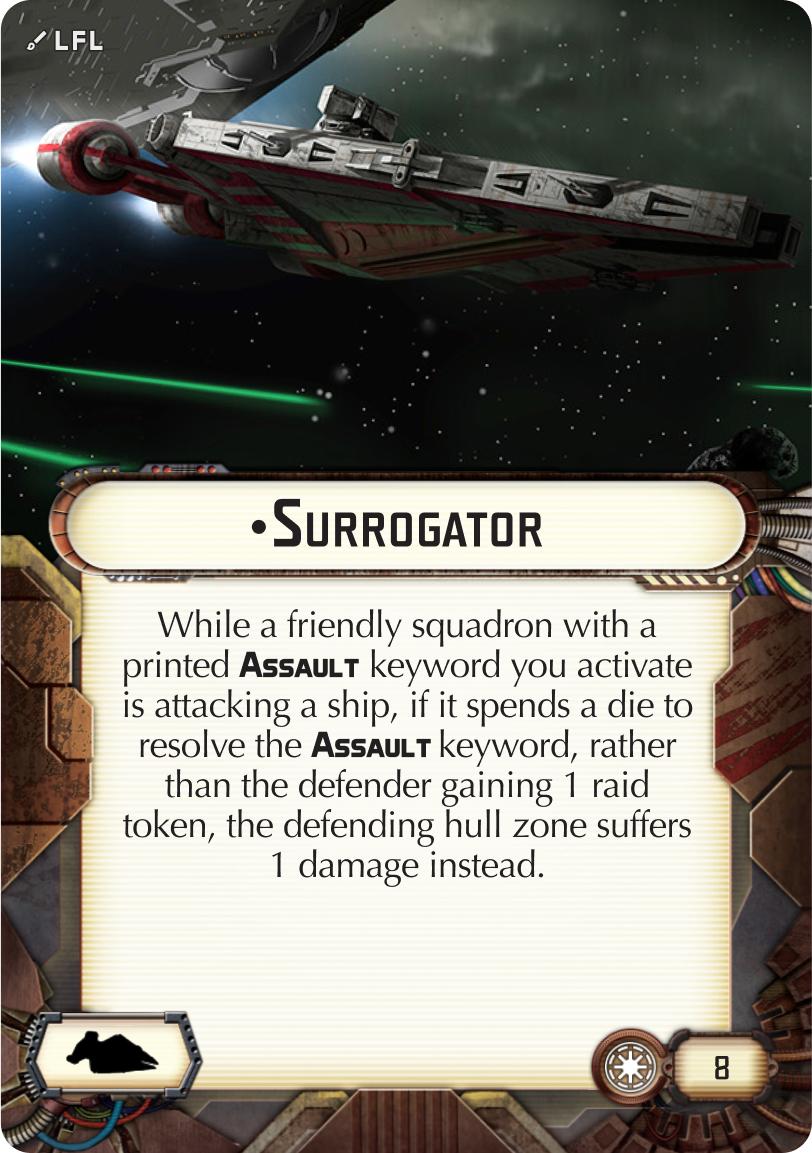 LFL
•Surrogator
While a friendly squadron with a
printed Assault keyword you activate
is attacking a ship, if it spends a die to
resolve the Assault keyword, rather
than the defender gaining 1 raid
token, the defending hull zone suffers
1 damage instead.
8